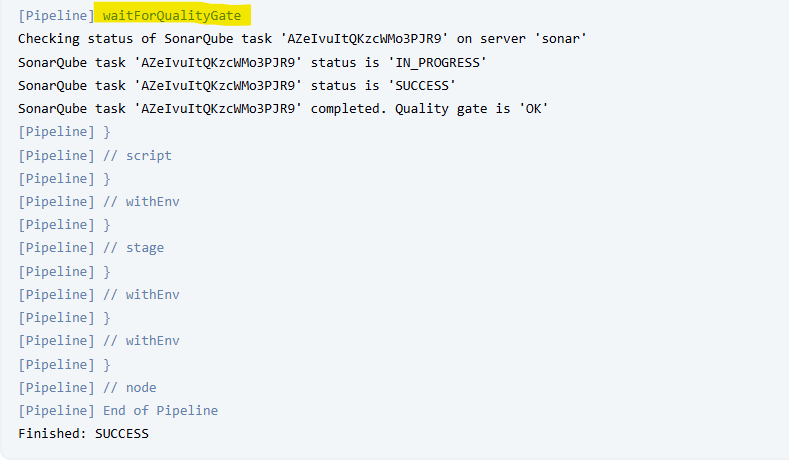 [Pipeline] waitForQualityGate
Checking status of SonarQube task 'AZeIvuItQKzcWMo3PJR9' on server 'sonar'
SonarQube task 'AZeIvuItQKzcWMo3PJR9' status is 'IN_PROGRESS'
SonarQube task 'AZeIvuItQKzcWMo3PJR9' status is 'SUCCESS'
SonarQube task 'AZeIvuItQKzcWMo3PJR9' completed. Quality gate is 'OK'
[Pipeline] }
[Pipeline] // script
[Pipeline] }
[Pipeline] // withEnv
[Pipeline] }
[Pipeline] // stage
[Pipeline] }
[Pipeline] // withEnv
[Pipeline] }
[Pipeline] // withEnv
[Pipeline] }
[Pipeline] // node
[Pipeline] End of Pipeline
Finished: SUCCESS